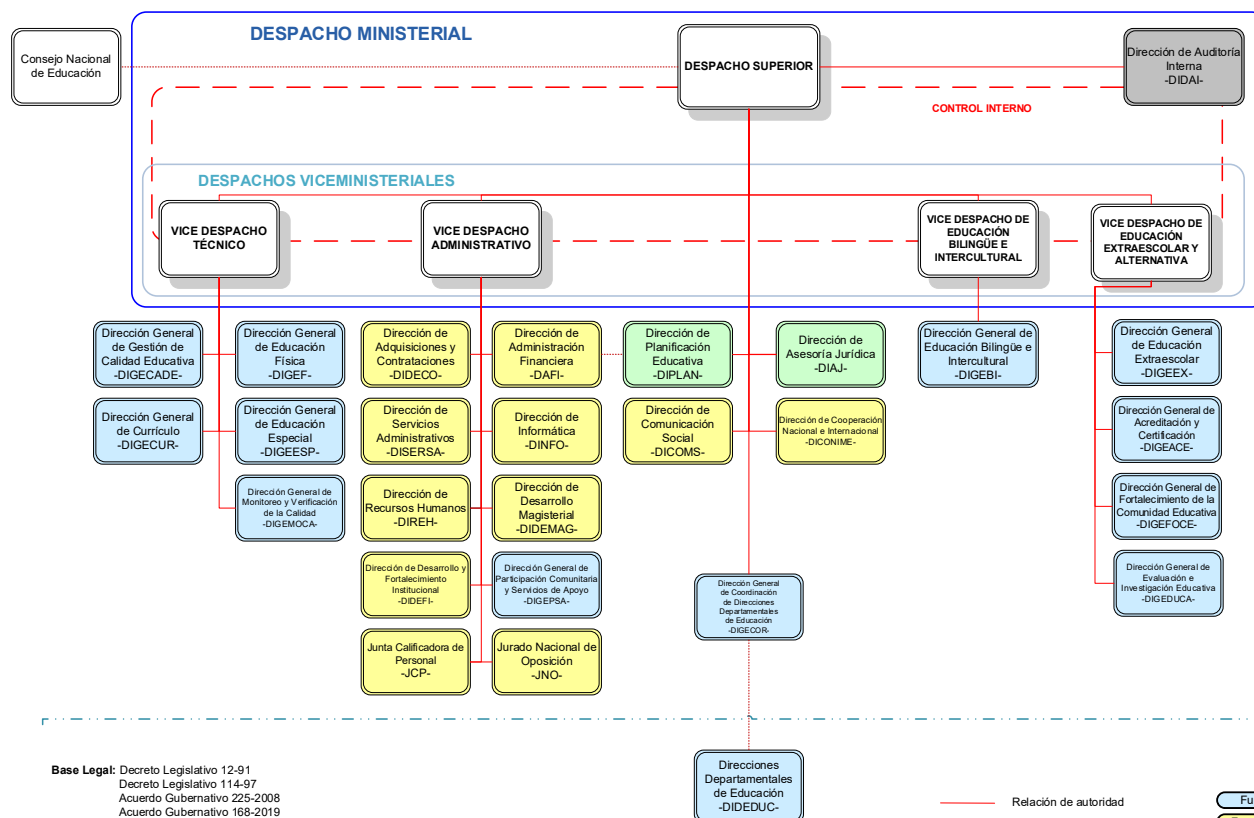 DESPACHO MINISTERIAL
Consejo Nacional
de Educación
DESPACHO SUPERIOR
Dirección de Auditoría
Interna
-DIDAI-
CONTROL INTERNO
DESPACHOS VICEMINISTERIALES
VICE DESPACHO
TÉCNICO
VICE DESPACHO
ADMINISTRATIVO
VICE DESPACHO DE
EDUCACIÓN
BILINGÜE E
INTERCULTURAL
VICE DESPACHO DE
EDUCACIÓN
EXTRAESCOLAR Y
ALTERNATIVA
Dirección General
de Gestión de
Calidad Educativa
-DIGECADE-
Dirección General
de Educación
Física
-DIGEF-
Dirección de
Adquisiciones y
Contrataciones
-DIDECO-
Dirección de
Administración
Financiera
-DAFI-
Dirección de
Planificación
Educativa
-DIPLAN-
Dirección de
Asesoría Jurídica
-DIAJ-
Dirección General de
Educación Bilingüe e
Intercultural
-DIGEBI-
Dirección General
de Educación
Extraescolar
-DIGEEX-
Dirección General
de Currículo
-DIGECUR-
Dirección General
de Educación
Especial
-DIGEESP-
Dirección de
Servicios
Administrativos
-DISERSA-
Dirección de
Informática
-DINFO-
Dirección de
Comunicación
Social
-DICOMS-
Dirección de Cooperación
Nacional e Internacional
-DICONIME-
Dirección General de
Acreditación y
Certificación
-DIGEACE-
Dirección General de
Monitoreo y Verificación
de la Calidad
-DIGEMOCA-
Dirección de
Recursos Humanos
-DIREH-
Dirección de
Desarrollo
Magisterial
-DIDEMAG-
Dirección General de
Fortalecimiento de la
Comunidad Educativa
-DIGEFOCE-
Dirección de Desarrollo y
Fortalecimiento
Institucional
-DIDEFI-
Dirección General de
Participación Comunitaria
y Servicios de Apoyo
-DIGEPSA-
Dirección General
de Coordinación
de Direcciones
Departamentales
de Educación
-DIGECOR-
Dirección General de
Evaluación e
Investigación Educativa
-DIGEDUCA-
Junta Calificadora de
Personal
-JCP-
Jurado Nacional de
Oposición
-JNO-
Direcciones
Departamentales
de Educación
-DIDEDUC-
Base Legal: Decreto Legislativo 12-91
Decreto Legislativo 114-97
Acuerdo Gubernativo 225-2008
Acuerdo Gubernativo 168-2019
Relación de autoridad